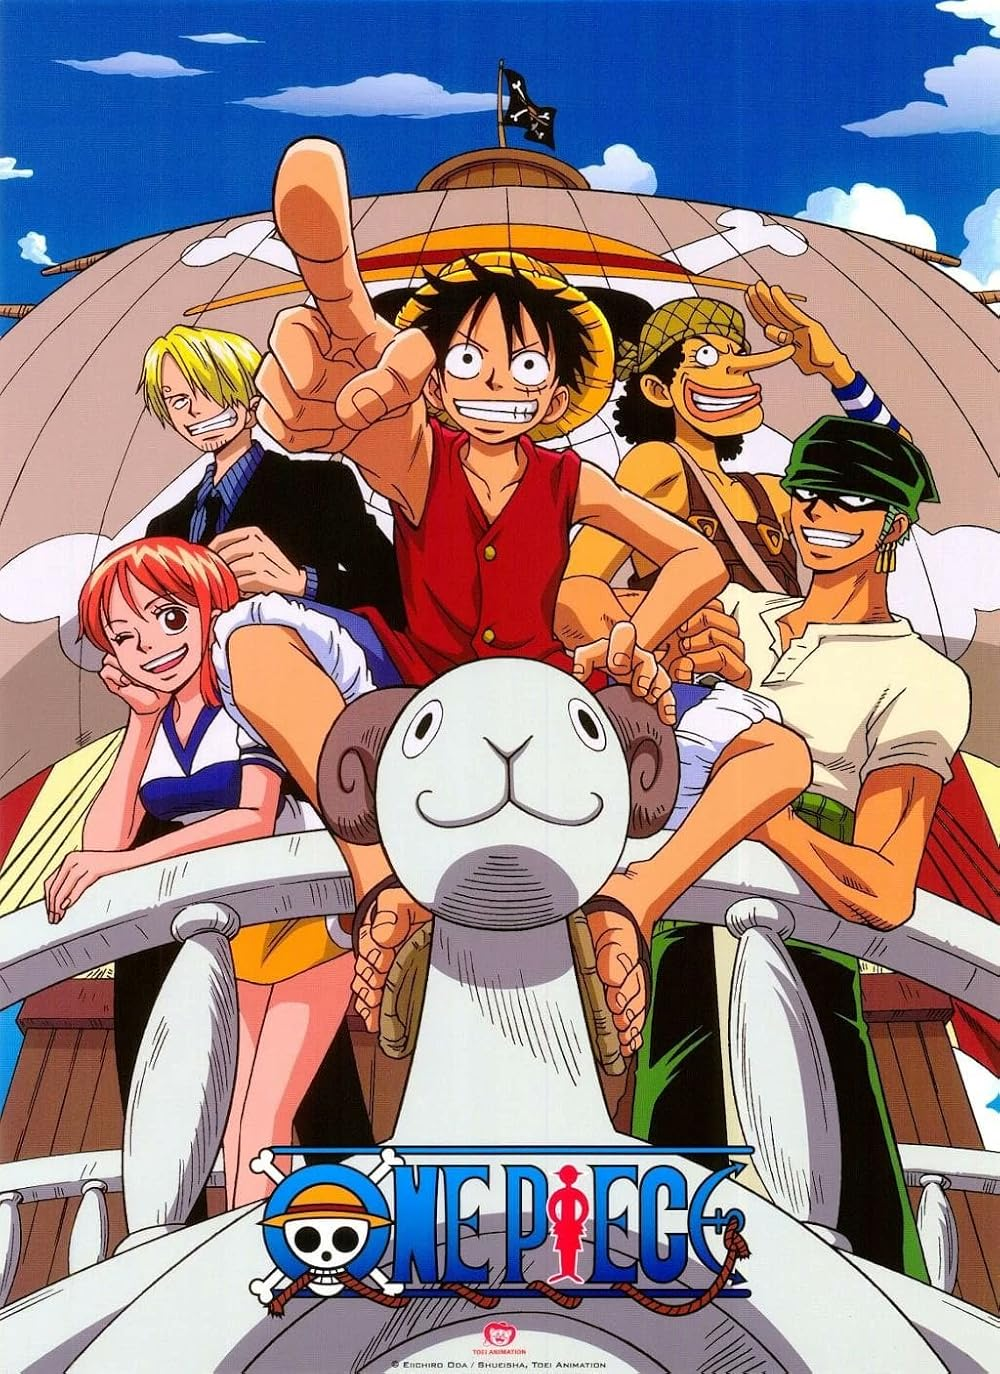 ONE PIECE
TOEI ANIMATION
© EIICHIRO ODA / SHUEISHA, TOEI ANIMATION